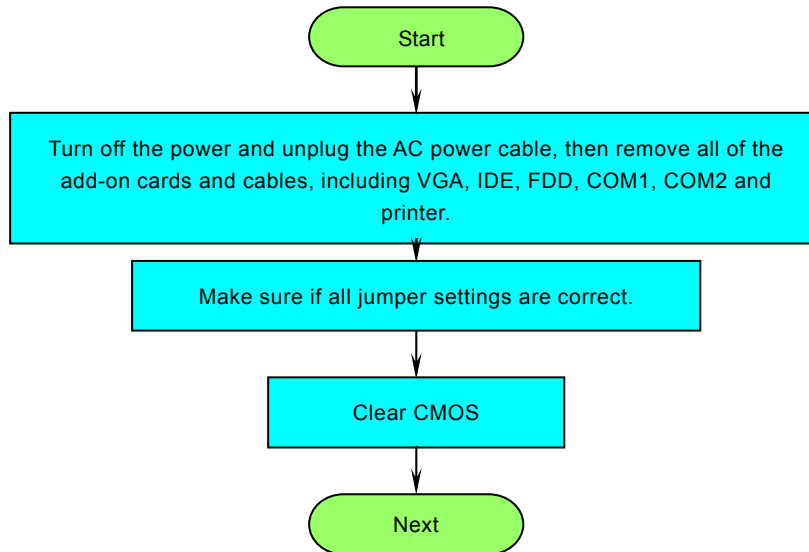 Start
Turn off the power and unplug the AC power cable, then remove all of the
add-on cards and cables, including VGA, IDE, FDD, COM1, COM2 and
printer.
Make sure if all jumper settings are correct.
Clear CMOS
Next